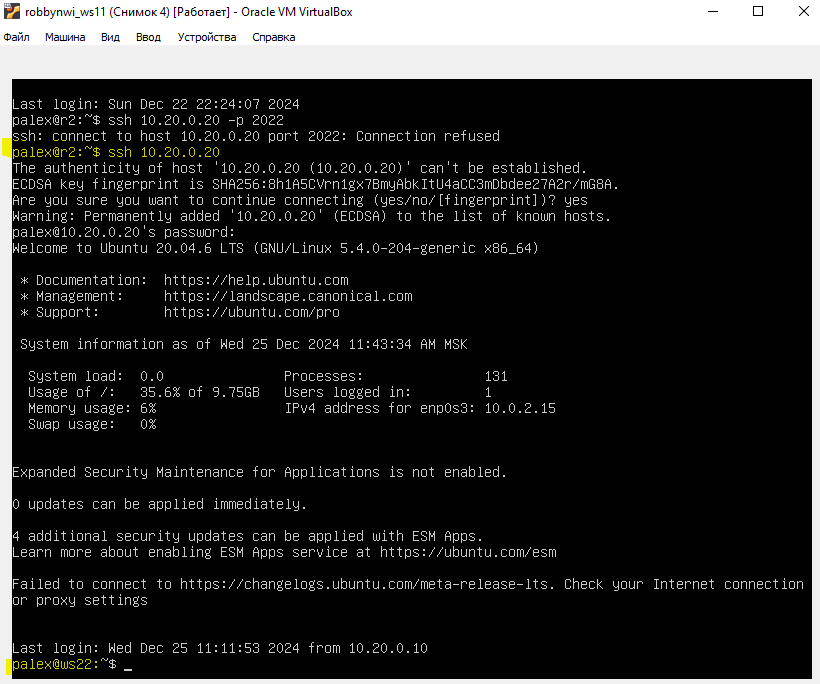 robbynwi_ws11 (Снимок 4) [Работает] - Oracle VM VirtualBox
Файл Машина Вид Ввод Устройства Справка
Last login: Sun Dec 22 22:24:07 2024
palex@r2:~$ ssh 10.20.0.20 -p 2022
ssh: connect to host 10.20.0.20 port 2022: Connection refused
palex@r2:~$ ssh 10.20.0.20
The authenticity of host '10.20.0.20 (10.20.0.20)' can't be established.
ECDSA key fingerprint is SHA256:8h1A5CVrn1gx7BmyAbkItU4aCC3mDbdee27A2r/mG8A.
Are you sure you want to continue connecting (yes/no/[fingerprint])? yes
Warning: Permanently added '10.20.0.20' (ECDSA) to the list of known hosts.
palex@10.20.0.20's password:
Welcome to Ubuntu 20.04.6 LTS (GNU/Linux 5.4.0-204-generic x86_64)
* Documentation:  https://help.ubuntu.com
* Management:     https://landscape.canonical.com
* Support:        https://ubuntu.com/pro
System information as of Wed 25 Dec 2024 11:43:34 AM MSK
System load:  0.0               Processes:               131
Usage of /:   35.6% of 9.75GB   Users logged in:         1
Memory usage: 6%                IPv4 address for enp0s3: 10.0.2.15
Swap usage:   0%
Expanded Security Maintenance for Applications is not enabled.
0 updates can be applied immediately.
4 additional security updates can be applied with ESM Apps.
Learn more about enabling ESM Apps service at https://ubuntu.com/esm
Failed to connect to https://changelogs.ubuntu.com/meta-release-lts. Check your Internet connection
or proxy settings
Last login: Wed Dec 25 11:11:53 2024 from 10.20.0.10
palex@ws22:~$ _